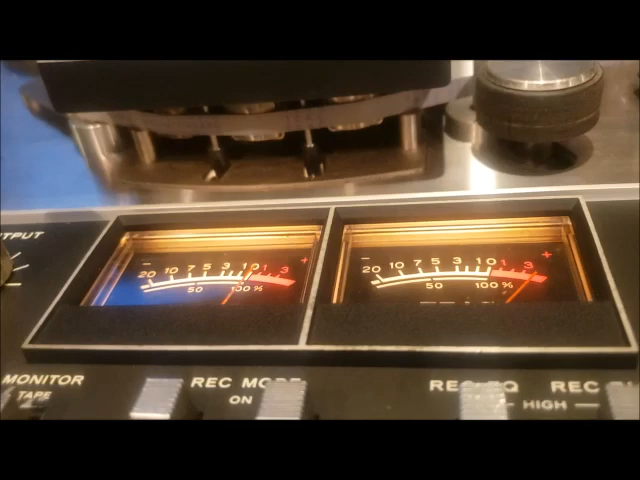 − +
20 10 7 5 3 1 0 1 3
50 100 %
− +
20 10 7 5 3 1 0 1 3
50 100 %
MONITOR
TAPE
REC MODE
ON
REC EQ
REC
HIGH